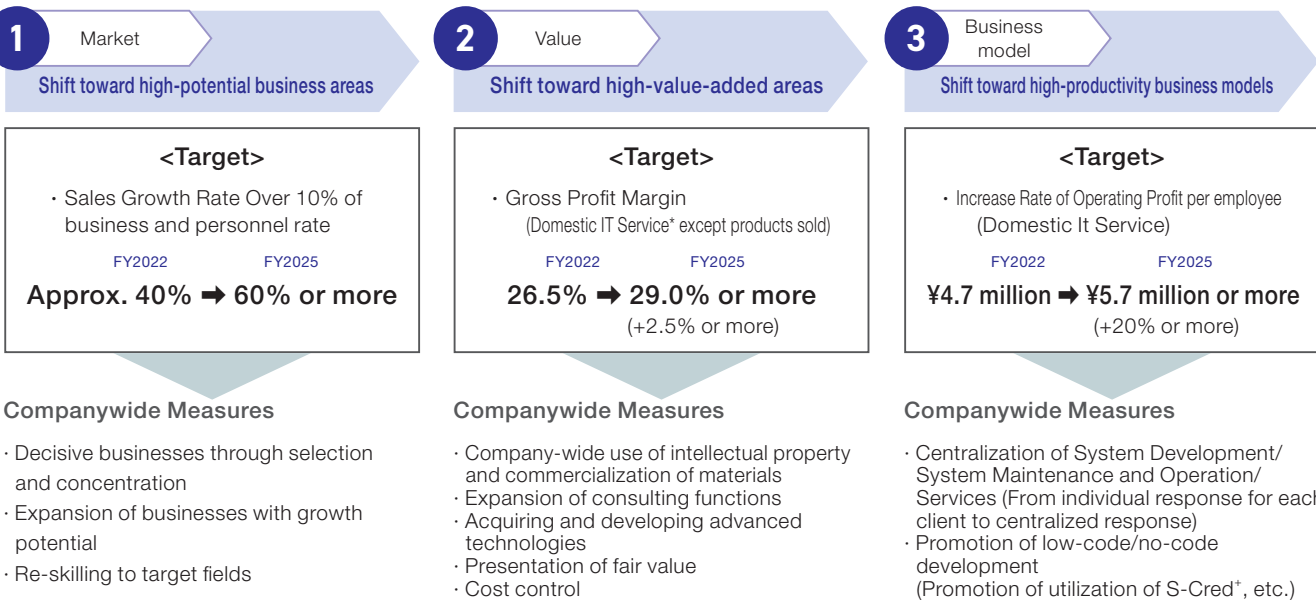 1
Market
Shift toward high-potential business areas
<Target>
· Sales Growth Rate Over 10% of
business and personnel rate
FY2022 FY2025
Approx. 40% ➡ 60% or more
Companywide Measures
· Decisive businesses through selection
and concentration
· Expansion of businesses with growth
potential
· Re-skilling to target fields
2
Value
Shift toward high-value-added areas
<Target>
· Gross Profit Margin
(Domestic IT Service* except products sold)
FY2022 FY2025
26.5% ➡ 29.0% or more
(+2.5% or more)
Companywide Measures
· Company-wide use of intellectual property
and commercialization of materials
· Expansion of consulting functions
· Acquiring and developing advanced
technologies
· Presentation of fair value
· Cost control
3
Business
model
Shift toward high-productivity business models
<Target>
· Increase Rate of Operating Profit per employee
(Domestic It Service)
FY2022 FY2025
¥4.7 million ➡ ¥5.7 million or more
(+20% or more)
Companywide Measures
· Centralization of System Development/
System Maintenance and Operation/
Services (From individual response for each
client to centralized response)
· Promotion of low-code/no-code
development
(Promotion of utilization of S-Cred⁺, etc.)